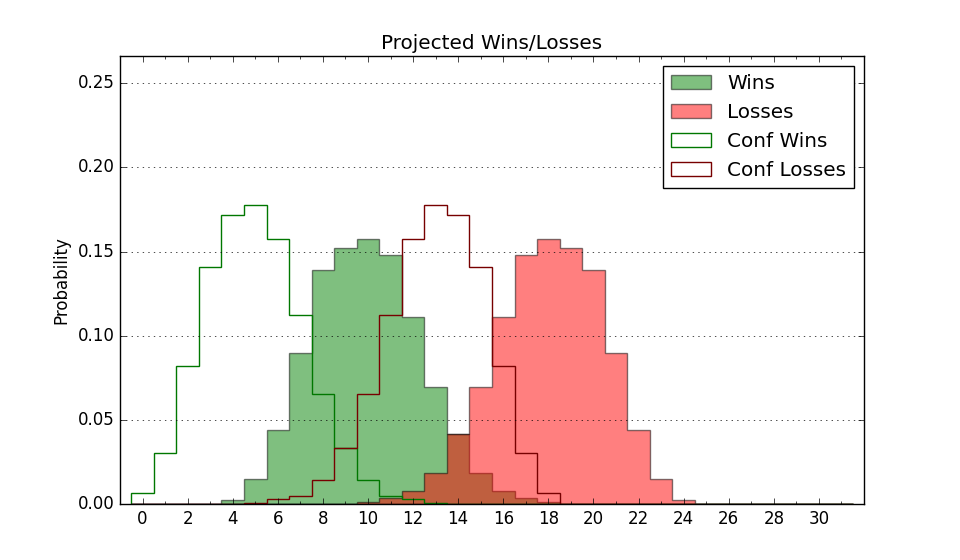 Projected Wins/Losses
Wins
Losses
Conf Wins
Conf Losses
Probability
0.25
0.20
0.15
0.10
0.05
0.00
0 2 4 6 8 10 12 14 16 18 20 22 24 26 28 30